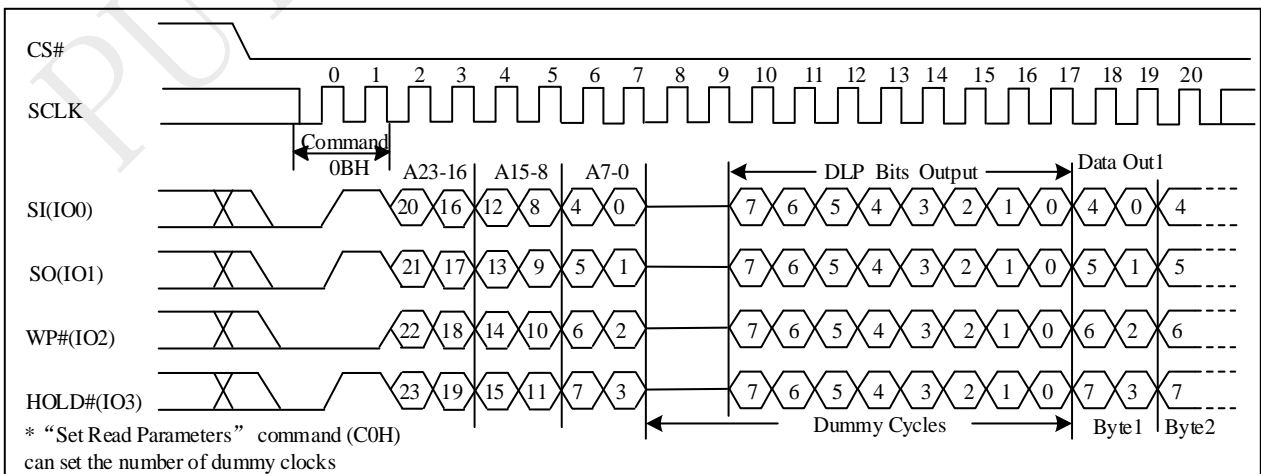 PUY
CS#
0 1 2 3 4 5 6 7 8 9 10 11 12 13 14 15 16 17 18 19 20
SCLK
Command
0BH
A23-16 A15-8 A7-0 DLP Bits Output Data Out1
SI(IO0) 20 16 12 8 4 0 7 6 5 4 3 2 1 0 4 0 4
SO(IO1) 21 17 13 9 5 1 7 6 5 4 3 2 1 0 5 1 5
WP#(IO2) 22 18 14 10 6 2 7 6 5 4 3 2 1 0 6 2 6
HOLD#(IO3) 23 19 15 11 7 3 7 6 5 4 3 2 1 0 7 3 7
Dummy Cycles Byte1 Byte2
* “Set Read Parameters” command (C0H)
can set the number of dummy clocks